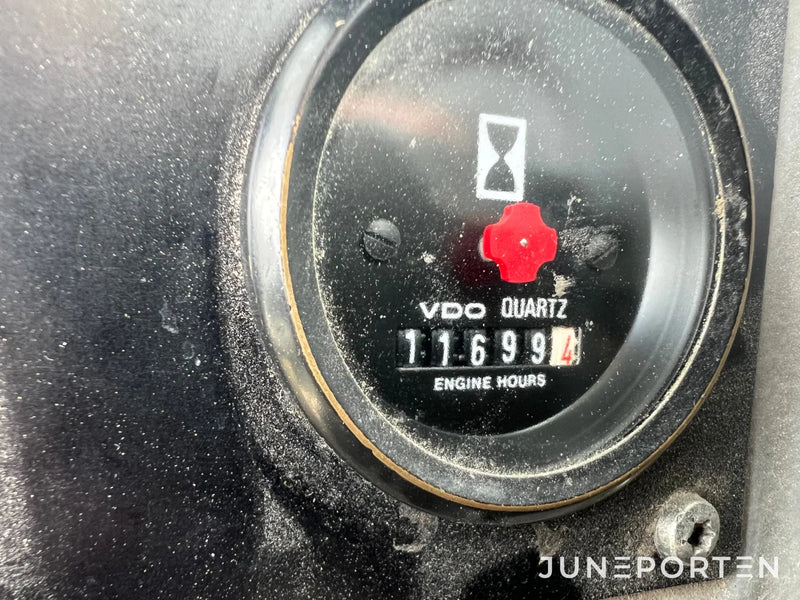 VDO QUARTZ
116994
ENGINE HOURS
JUNEPORTEN